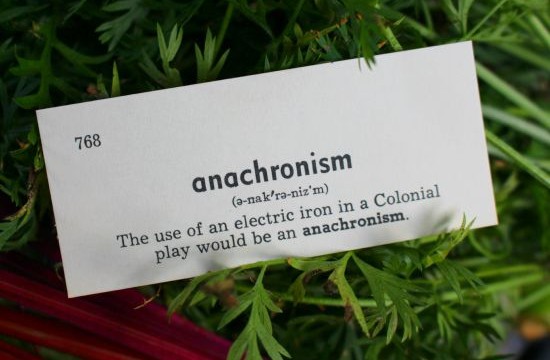 768
anachronism
(ə-nak′rə-niz'm)
The use of an electric iron in a Colonial
play would be an anachronism.